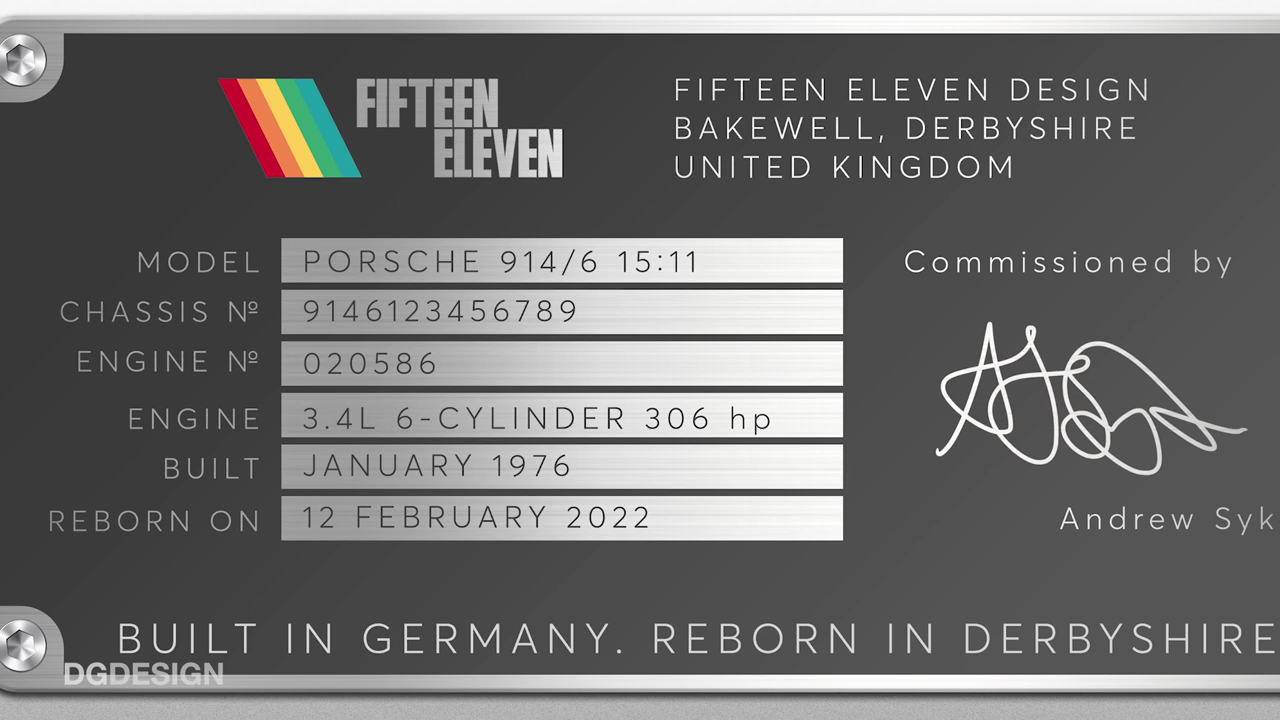 FIFTEEN
ELEVEN
FIFTEEN ELEVEN DESIGN
BAKEWELL, DERBYSHIRE
UNITED KINGDOM
MODEL PORSCHE 914/6 15:11
CHASSIS Nº 9146123456789
ENGINE Nº 020586
ENGINE 3.4L 6-CYLINDER 306 hp
BUILT JANUARY 1976
REBORN ON 12 FEBRUARY 2022
Commissioned by
Andrew Syk
BUILT IN GERMANY. REBORN IN DERBYSHIRE
DGDESIGN